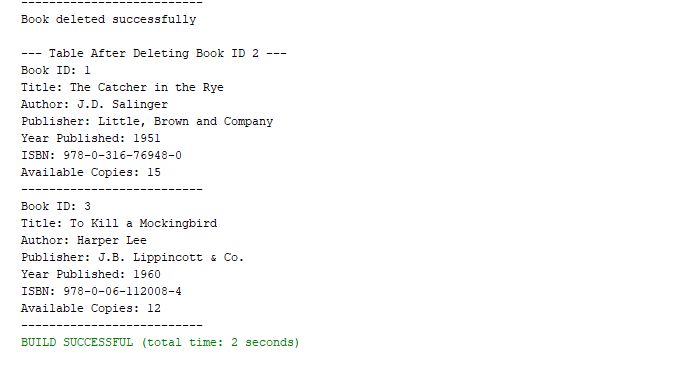 --------------------------
Book deleted successfully

--- Table After Deleting Book ID 2 ---
Book ID: 1
Title: The Catcher in the Rye
Author: J.D. Salinger
Publisher: Little, Brown and Company
Year Published: 1951
ISBN: 978-0-316-76948-0
Available Copies: 15
--------------------------
Book ID: 3
Title: To Kill a Mockingbird
Author: Harper Lee
Publisher: J.B. Lippincott & Co.
Year Published: 1960
ISBN: 978-0-06-112008-4
Available Copies: 12
--------------------------
BUILD SUCCESSFUL (total time: 2 seconds)